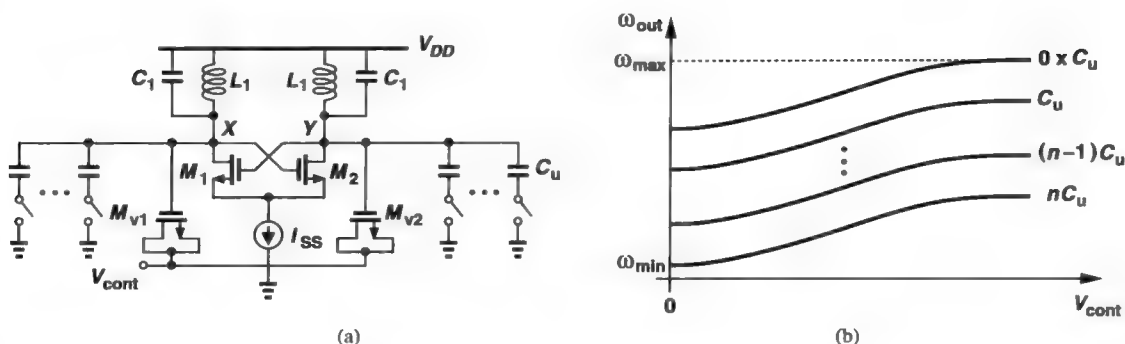 V_DD
C_1 L_1 L_1 C_1
X Y
M_1 M_2
C_u
M_v1 M_v2
I_SS
V_cont
(a)
ω_out
ω_max
0 x C_u
C_u
(n-1)C_u
nC_u
ω_min
0
V_cont
(b)